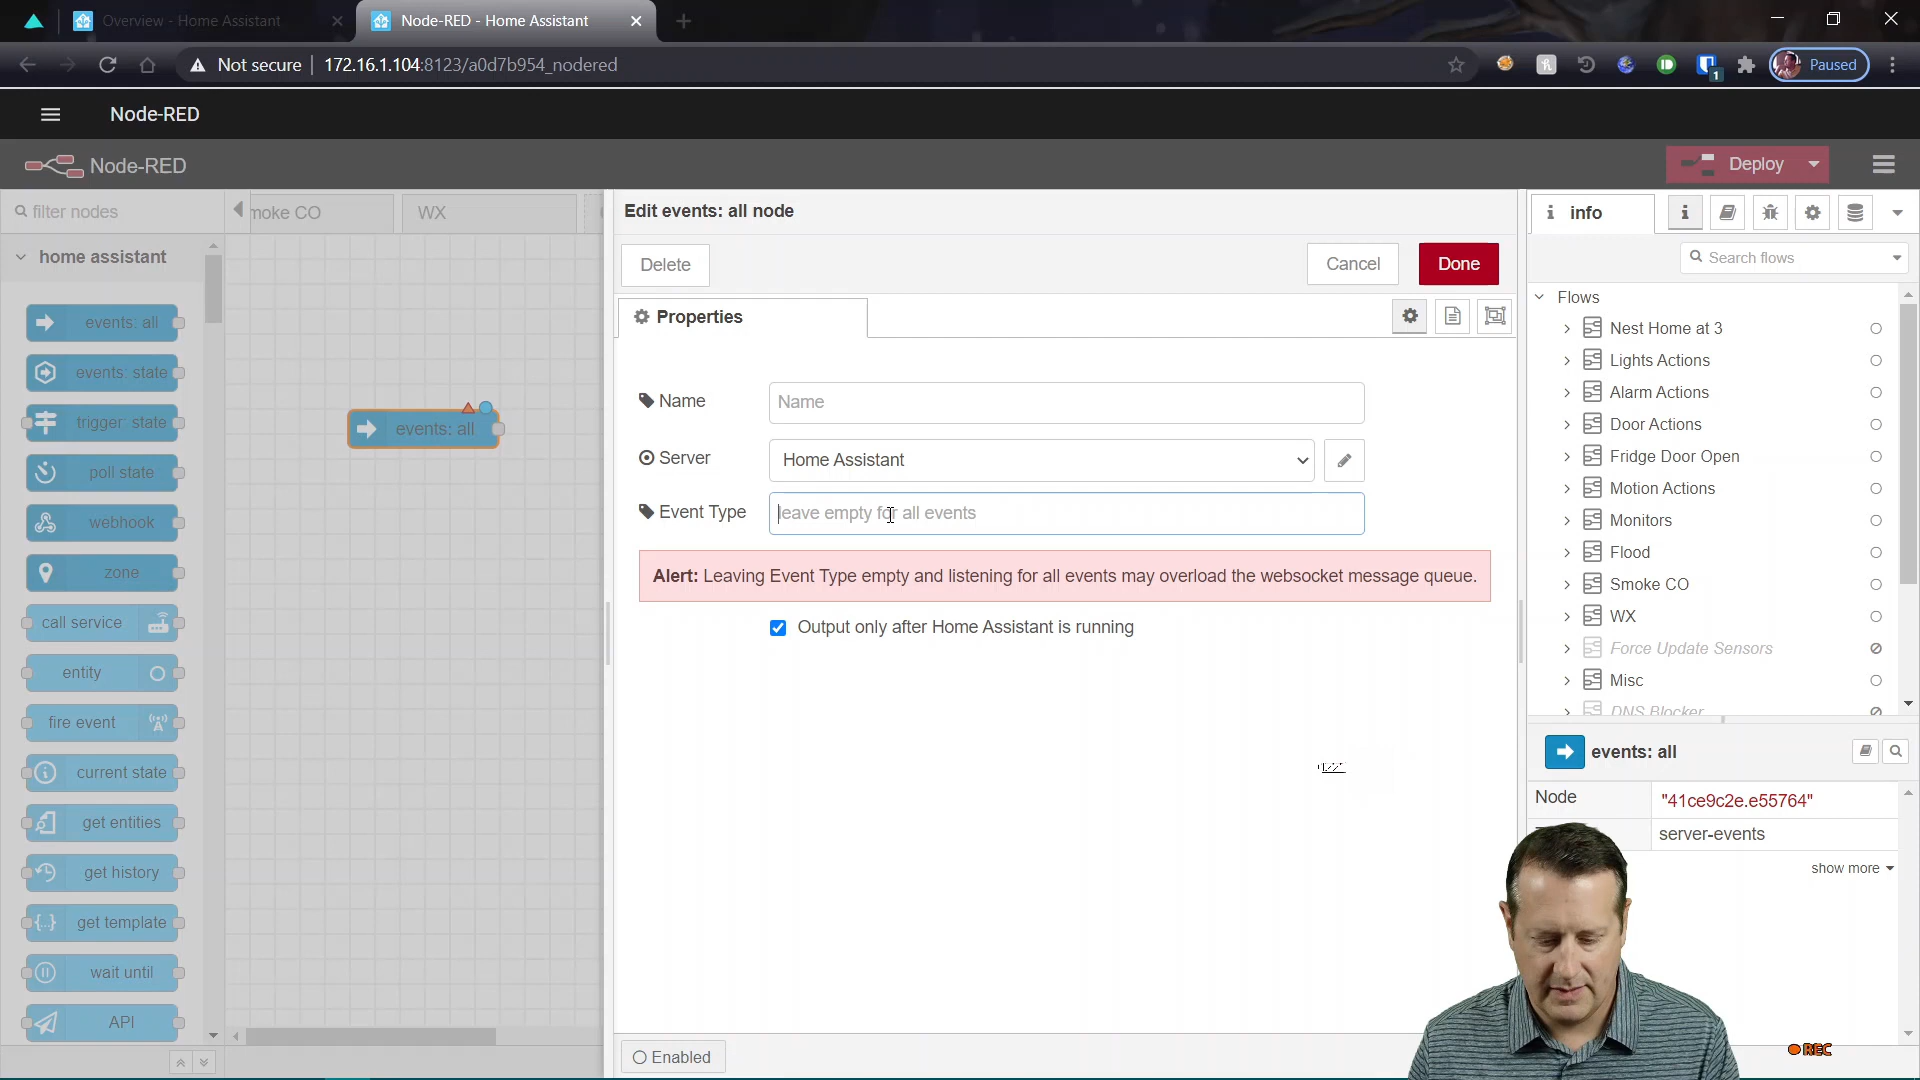 Overview - Home Assistant
Node-RED - Home Assistant
Not secure
172.16.1.104:8123/a0d7b954_nodered
1
Paused
Node-RED
Node-RED
Deploy
filter nodes
moke CO
WX
Edit events: all node
info
home assistant
Delete
Cancel
Done
Search flows
Properties
Flows
events: all
events: state
trigger: state
poll state
webhook
zone
call service
entity
fire event
current state
get entities
get history
get template
wait until
API
events: all
Name
Name
Server
Home Assistant
Event Type
leave empty for all events
Alert: Leaving Event Type empty and listening for all events may overload the websocket message queue.
Output only after Home Assistant is running
Enabled
Nest Home at 3
Lights Actions
Alarm Actions
Door Actions
Fridge Door Open
Motion Actions
Monitors
Flood
Smoke CO
WX
Force Update Sensors
Misc
DNS Blocker
events: all
Node
"41ce9c2e.e55764"
server-events
show more
REC